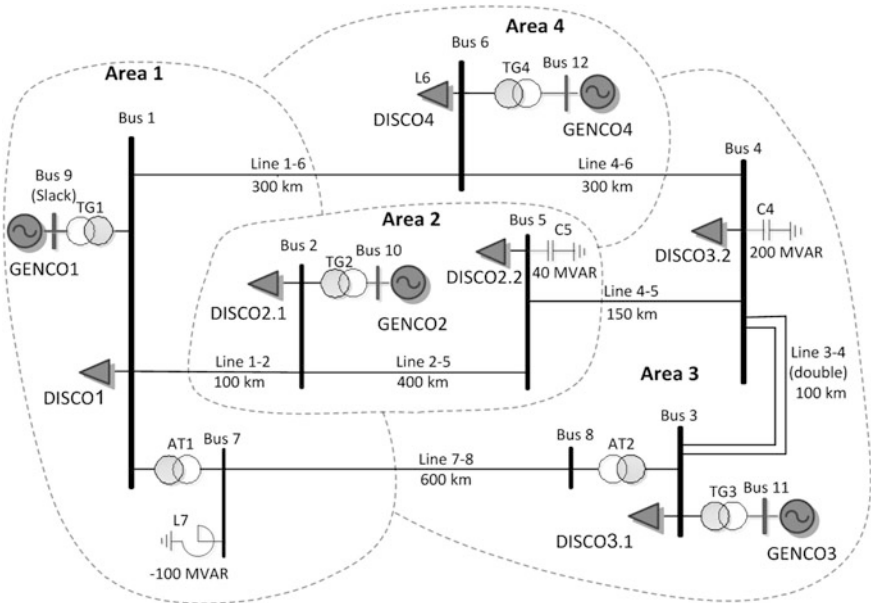 Area 4
Bus 6
Area 1
TG4
Bus 12
L6
DISCO4
GENCO4
Bus 1
Bus 4
Line 1-6
300 km
Line 4-6
300 km
Bus 9
(Slack)
TG1
GENCO1
Area 2
Bus 5
C5
40 MVAR
C4
200 MVAR
Bus 2
TG2
Bus 10
DISCO2.2
DISCO3.2
DISCO2.1
GENCO2
Line 4-5
150 km
Line 1-2
100 km
Line 2-5
400 km
Line 3-4
(double)
100 km
DISCO1
Area 3
Bus 3
AT1
Bus 7
Line 7-8
600 km
Bus 8
AT2
TG3
Bus 11
L7
-100 MVAR
DISCO3.1
GENCO3